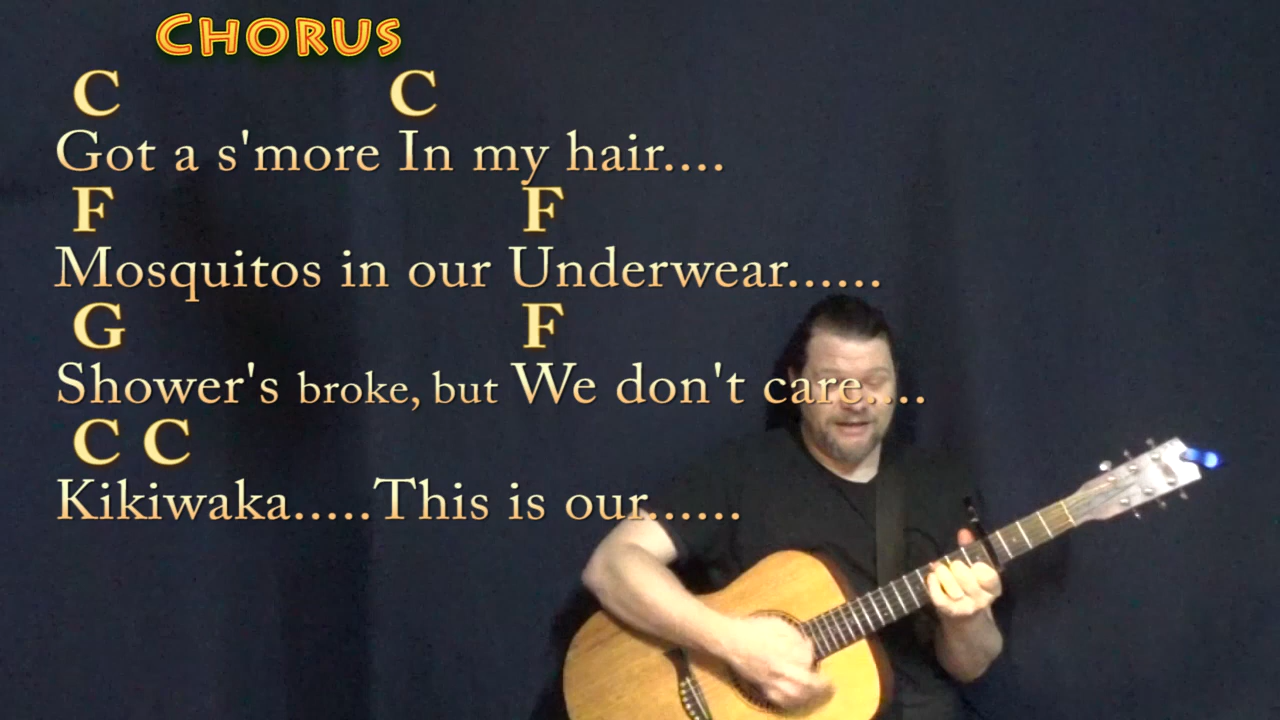 CHORUS
C C
Got a s'more In my hair....
F F
Mosquitos in our Underwear......
G F
Shower's broke, but We don't care....
C C
Kikiwaka.....This is our......